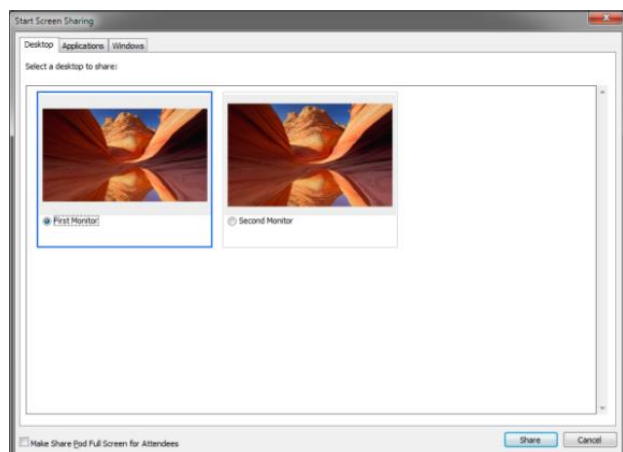 Start Screen Sharing
Desktop Applications Windows
Select a desktop to share:
First Monitor
Second Monitor
Make Share Pod Full Screen for Attendees
Share Cancel